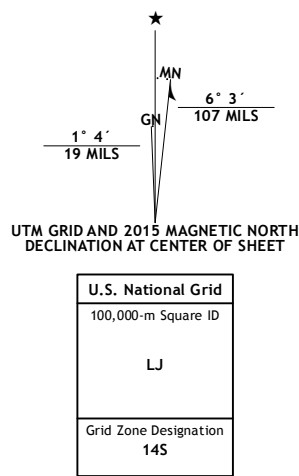 ★
MN
GN
6° 3´
107 MILS
1° 4´
19 MILS
UTM GRID AND 2015 MAGNETIC NORTH
DECLINATION AT CENTER OF SHEET
U.S. National Grid
100,000-m Square ID
LJ
Grid Zone Designation
14S